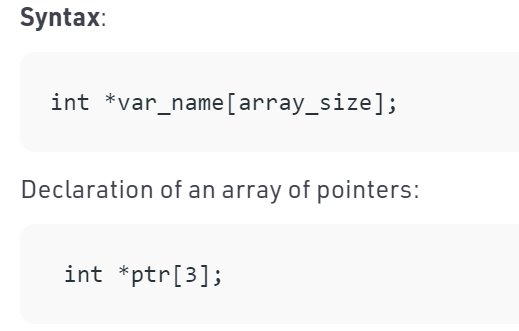 Syntax:
int *var_name[array_size];
Declaration of an array of pointers:
int *ptr[3];